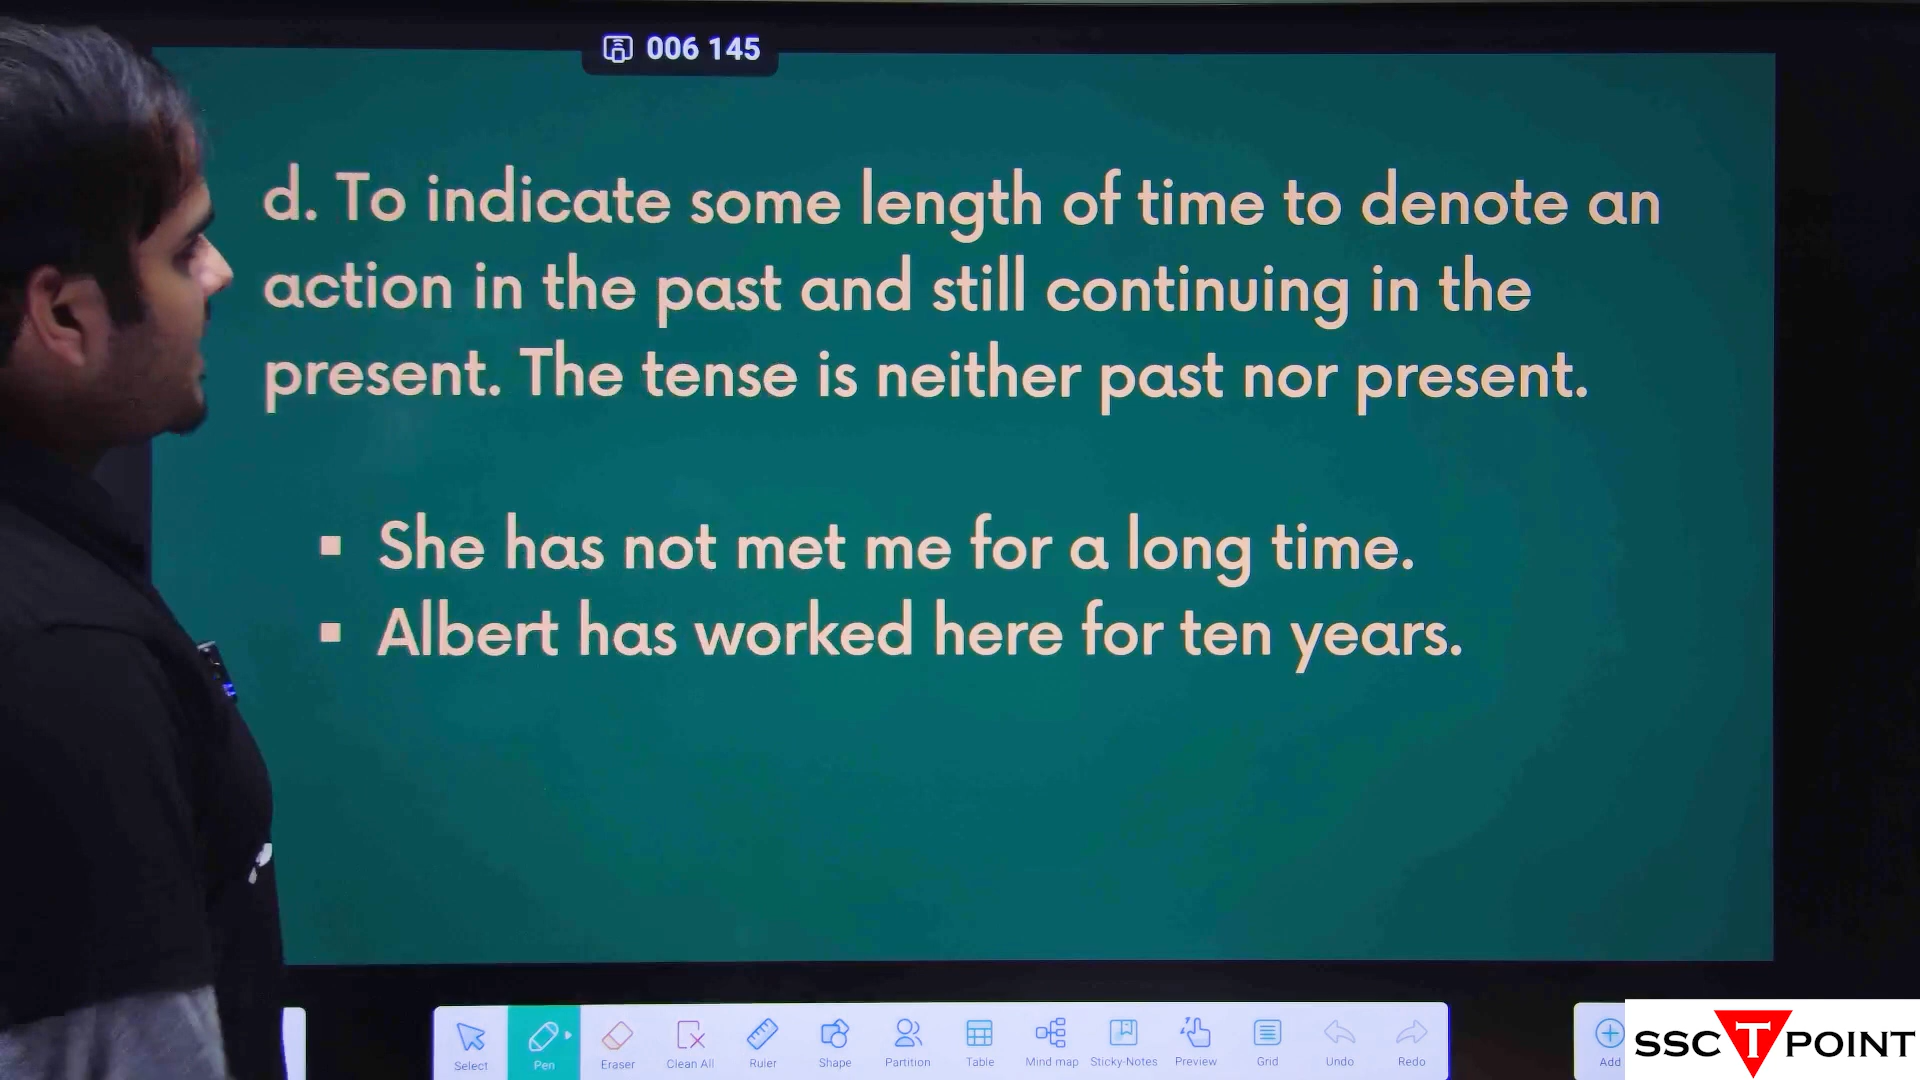 006 145
d. To indicate some length of time to denote an
action in the past and still continuing in the
present. The tense is neither past nor present.
▪ She has not met me for a long time.
▪ Albert has worked here for ten years.
Select Pen Eraser Clean All Ruler Shape Partition Table Mind map Sticky-Notes Preview Grid Undo Redo Add
SSC T POINT